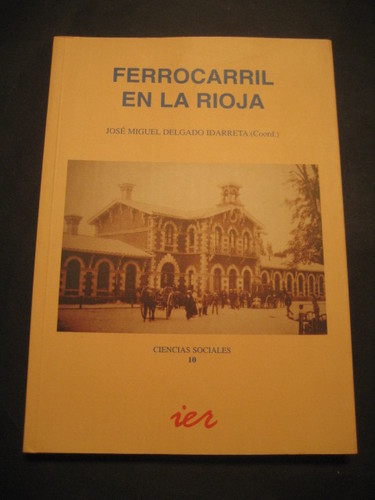 FERROCARRIL
EN LA RIOJA
JOSÉ MIGUEL DELGADO IDARRETA (Coord.)
CIENCIAS SOCIALES
10
ier